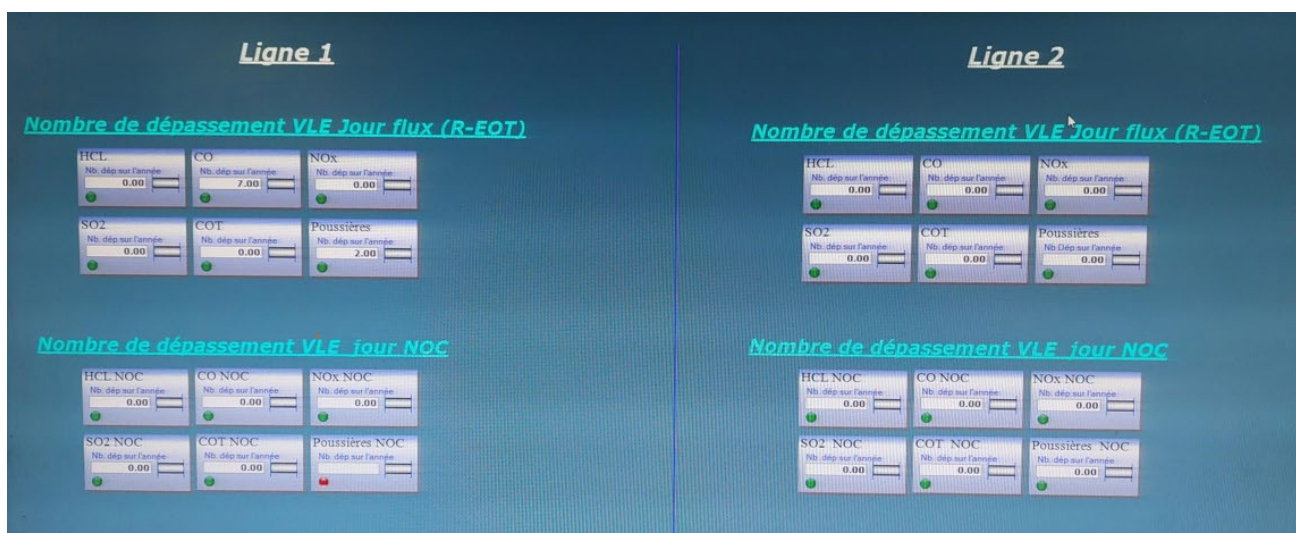 Ligne 1
Nombre de dépassement VLE Jour flux (R-EOT)
HCL CO NOx
Nb. dép sur l'année Nb. dép sur l'année Nb. dép sur l'année
0.00 7.00 0.00
SO2 COT Poussières
Nb. dép sur l'année Nb. dép sur l'année Nb. dép sur l'année
0.00 0.00 2.00
Nombre de dépassement VLE jour NOC
HCL NOC CO NOC NOx NOC
Nb. dép sur l'année Nb. dép sur l'année Nb. dép sur l'année
0.00 0.00 0.00
SO2 NOC COT NOC Poussières NOC
Nb. dép sur l'année Nb. dép sur l'année Nb. dép sur l'année
0.00 0.00
Ligne 2
Nombre de dépassement VLE Jour flux (R-EOT)
HCL CO NOx
Nb. dép sur l'année Nb. dép sur l'année Nb. dép sur l'année
0.00 0.00 0.00
SO2 COT Poussières
Nb. dép sur l'année Nb. dép sur l'année Nb Dép sur l'année
0.00 0.00 0.00
Nombre de dépassement VLE jour NOC
HCL NOC CO NOC NOx NOC
Nb. dép sur l'année Nb. dép sur l'année Nb. dép sur l'année
0.00 0.00 0.00
SO2 NOC COT NOC Poussières NOC
Nb. dép sur l'année Nb. dép sur l'année Nb. dép sur l'année
0.00 0.00 0.00